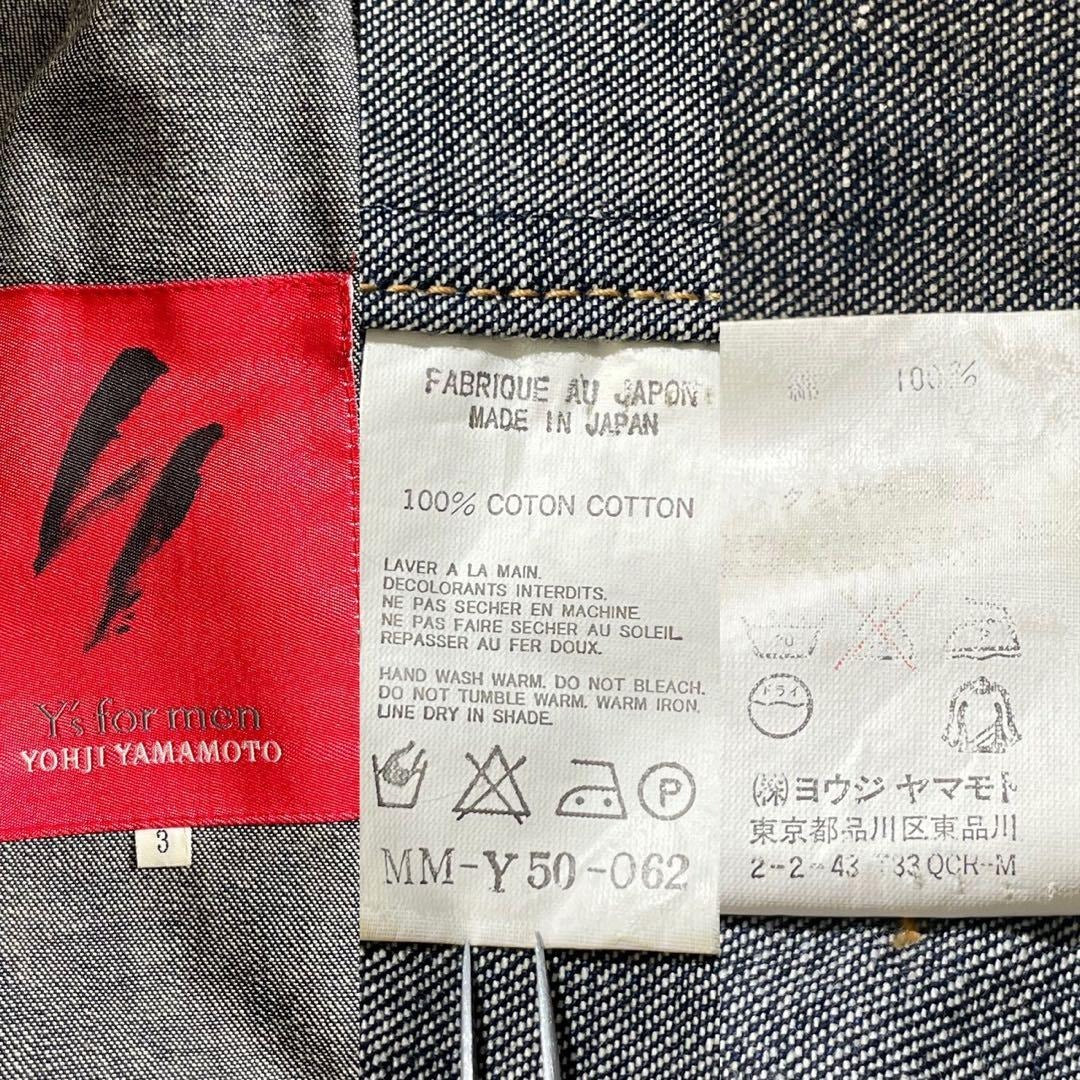 Y's for men
YOHJI YAMAMOTO
3
FABRIQUE AU JAPON
MADE IN JAPAN
100% COTON COTTON
LAVER A LA MAIN.
DECOLORANTS INTERDITS.
NE PAS SECHER EN MACHINE
NE PAS FAIRE SECHER AU SOLEIL
REPASSER AU FER DOUX.
HAND WASH WARM. DO NOT BLEACH.
DO NOT TUMBLE WARM. WARM IRON.
LINE DRY IN SHADE.
P
MM-Y50-062
綿 100%
ドライ
(株)ヨウジ ヤマモト
東京都品川区東品川
2-2-43 T33 QCR-M